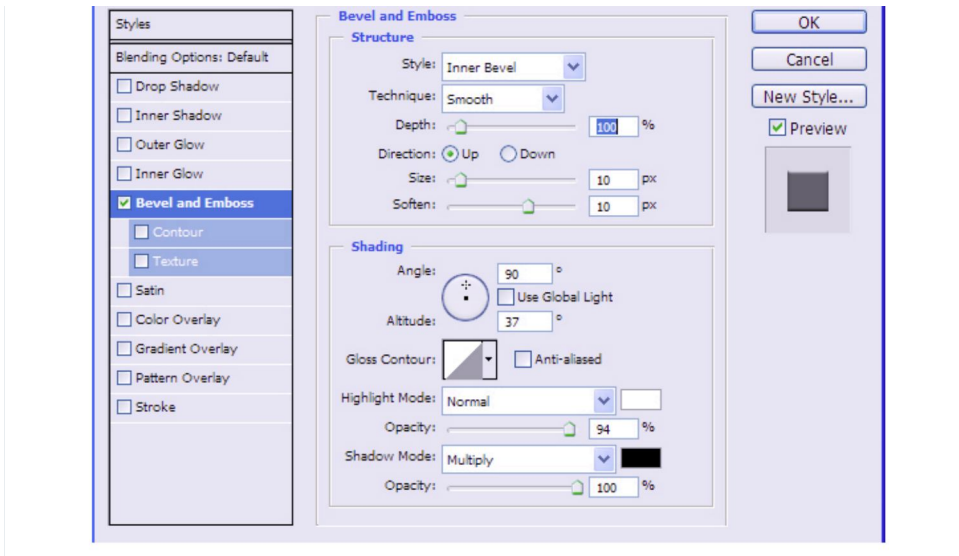 Styles
Blending Options: Default
Drop Shadow
Inner Shadow
Outer Glow
Inner Glow
Bevel and Emboss
Contour
Texture
Satin
Color Overlay
Gradient Overlay
Pattern Overlay
Stroke
Bevel and Emboss
Structure
Style: Inner Bevel
Technique: Smooth
Depth: 100 %
Direction: Up Down
Size: 10 px
Soften: 10 px
Shading
Angle: 90 °
Use Global Light
Altitude: 37 °
Gloss Contour: Anti-aliased
Highlight Mode: Normal
Opacity: 94 %
Shadow Mode: Multiply
Opacity: 100 %
OK
Cancel
New Style...
Preview